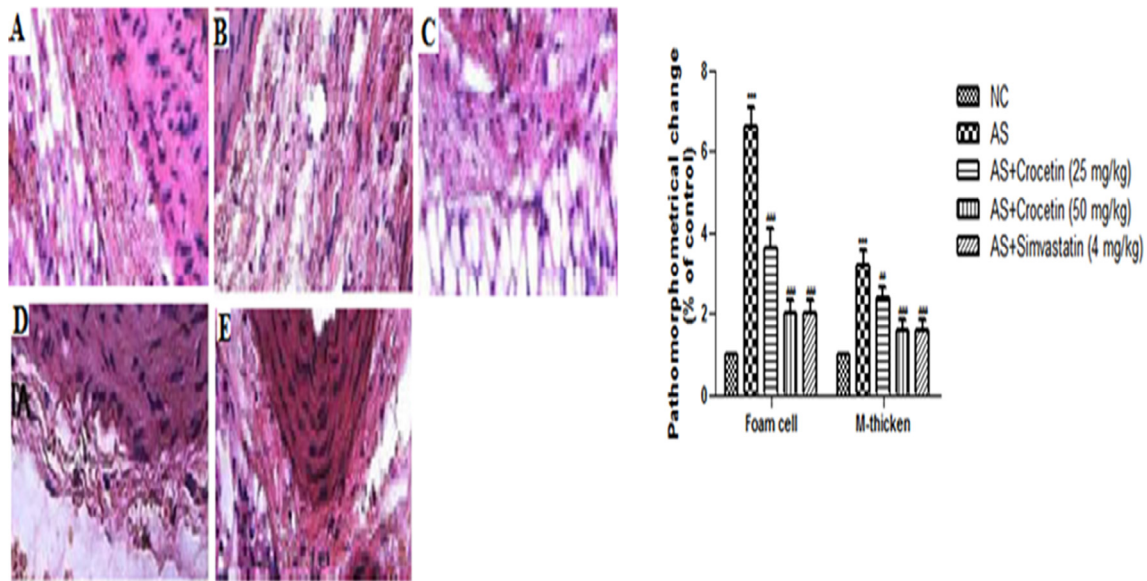 A
B
C
D
E
Pathomorphometrical change
(% of control)
8
6
4
2
0
Foam cell
M-thicken
NC
AS
AS+Crocetin (25 mg/kg)
AS+Crocetin (50 mg/kg)
AS+Simvastatin (4 mg/kg)